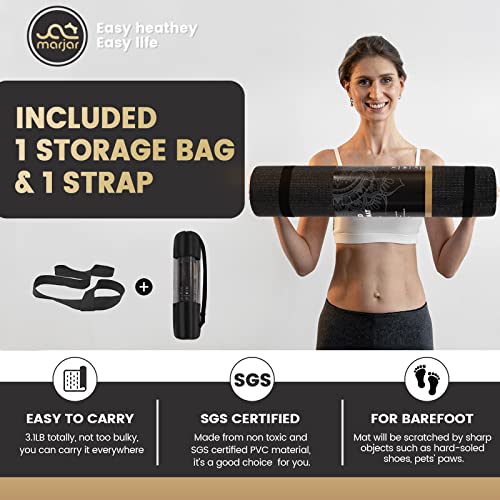 marjar
Easy heathey
Easy life
INCLUDED
1 STORAGE BAG
& 1 STRAP
SGS
EASY TO CARRY
3.1LB totally, not too bulky,
you can carry it everywhere
SGS CERTIFIED
Made from non toxic and
SGS certified PVC material,
it's a good choice for you.
FOR BAREFOOT
Mat will be scratched by sharp
objects such as hard-soled
shoes, pets' paws.